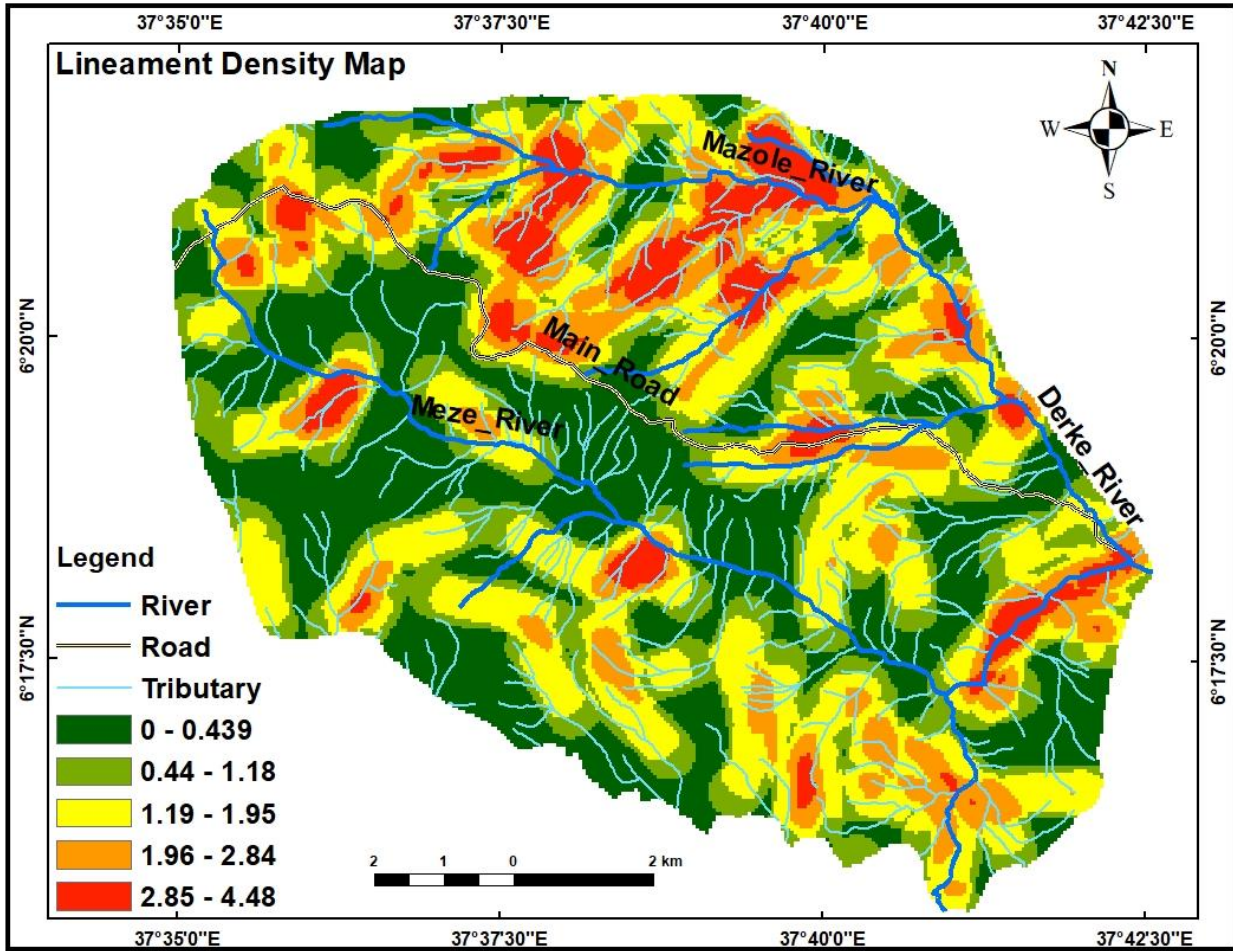 37°35'0"E 37°37'30"E 37°40'0"E 37°42'30"E
Lineament Density Map
N
W E
S
Mazole_River
6°20'0"N
6°20'0"N
Main_Road
Meze_River
Derke_River
Legend
River
Road
Tributary
0 - 0.439
0.44 - 1.18
1.19 - 1.95
1.96 - 2.84
2.85 - 4.48
6°17'30"N
6°17'30"N
2 1 0 2 km
37°35'0"E 37°37'30"E 37°40'0"E 37°42'30"E